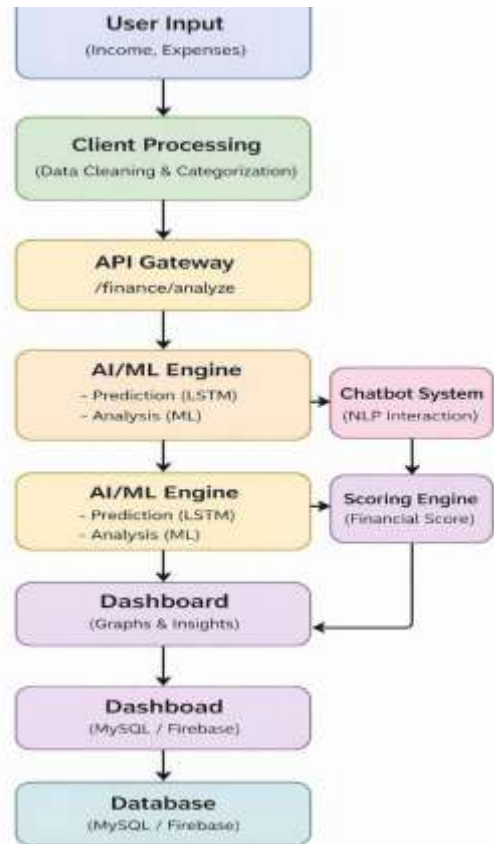 User Input
(Income, Expenses)
Client Processing
(Data Cleaning & Categorization)
API Gateway
/finance/analyze
AI/ML Engine
- Prediction (LSTM)
- Analysis (ML)
Chatbot System
(NLP Interaction)
AI/ML Engine
- Prediction (LSTM)
- Analysis (ML)
Scoring Engine
(Financial Score)
Dashboard
(Graphs & Insights)
Dashboad
(MySQL / Firebase)
Database
(MySQL / Firebase)